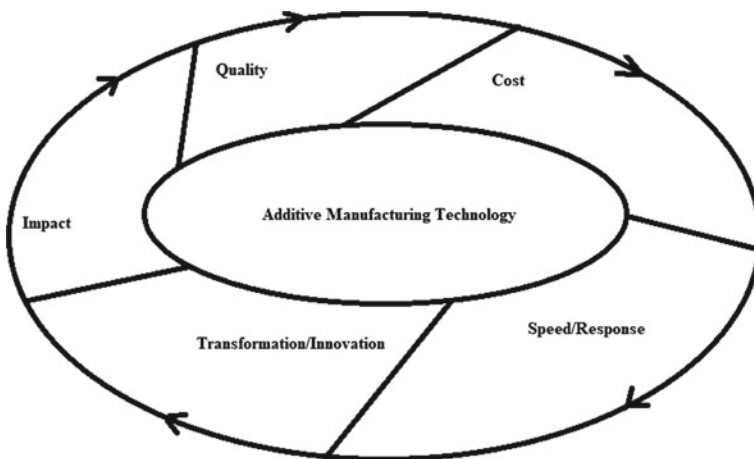 Quality
Cost
Additive Manufacturing Technology
Impact
Speed/Response
Transformation/Innovation